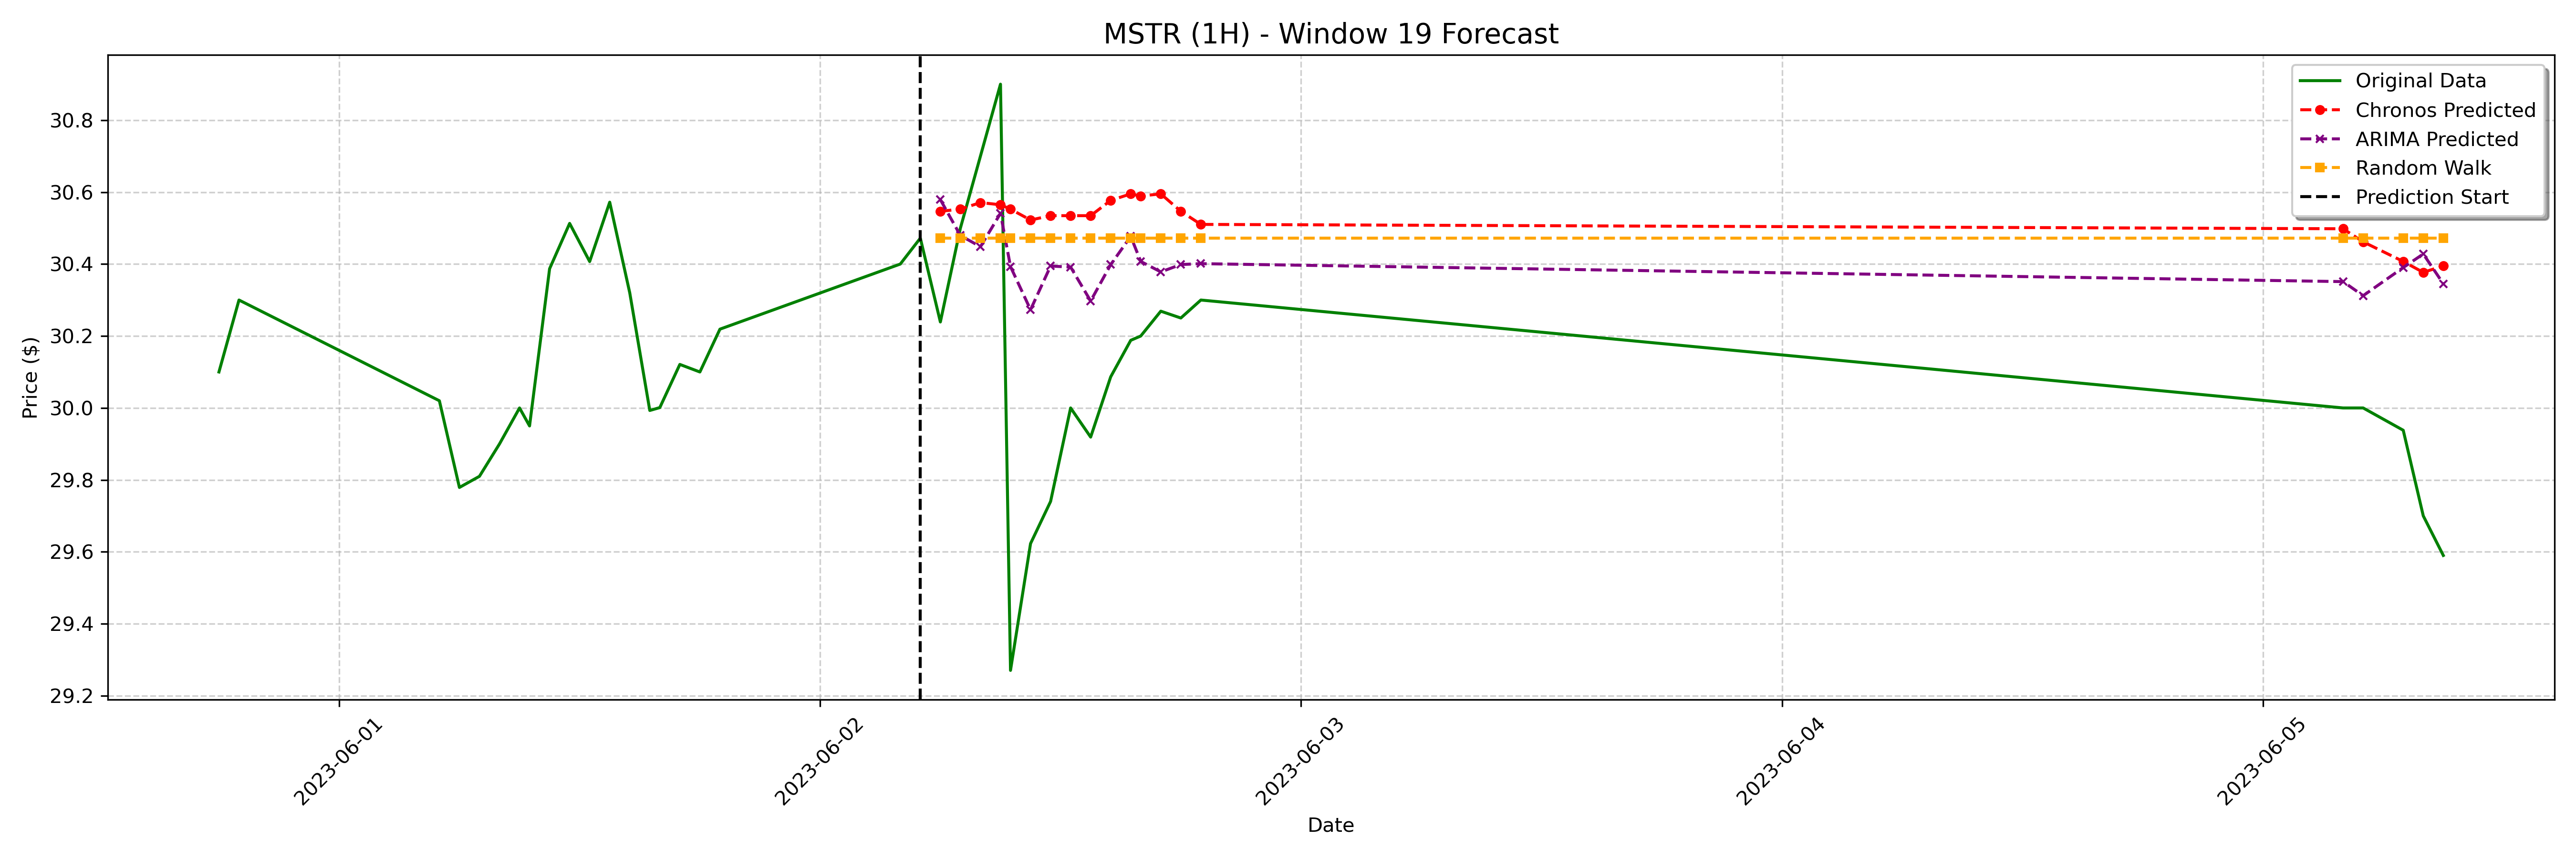 MSTR (1H) - Window 19 Forecast
Original Data
Chronos Predicted
ARIMA Predicted
Random Walk
Prediction Start
Price ($)
30.8
30.6
30.4
30.2
30.0
29.8
29.6
29.4
29.2
2023-06-01
2023-06-02
2023-06-03
2023-06-04
2023-06-05
Date